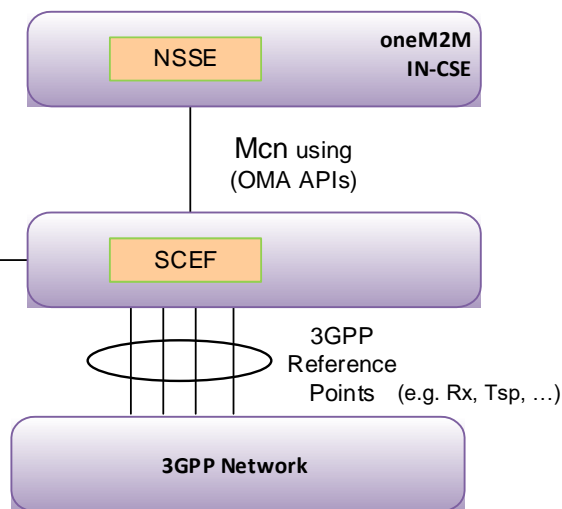 NSSE
oneM2M
IN-CSE
Mcn using
(OMA APIs)
SCEF
3GPP
Reference
Points (e.g. Rx, Tsp, …)
3GPP Network